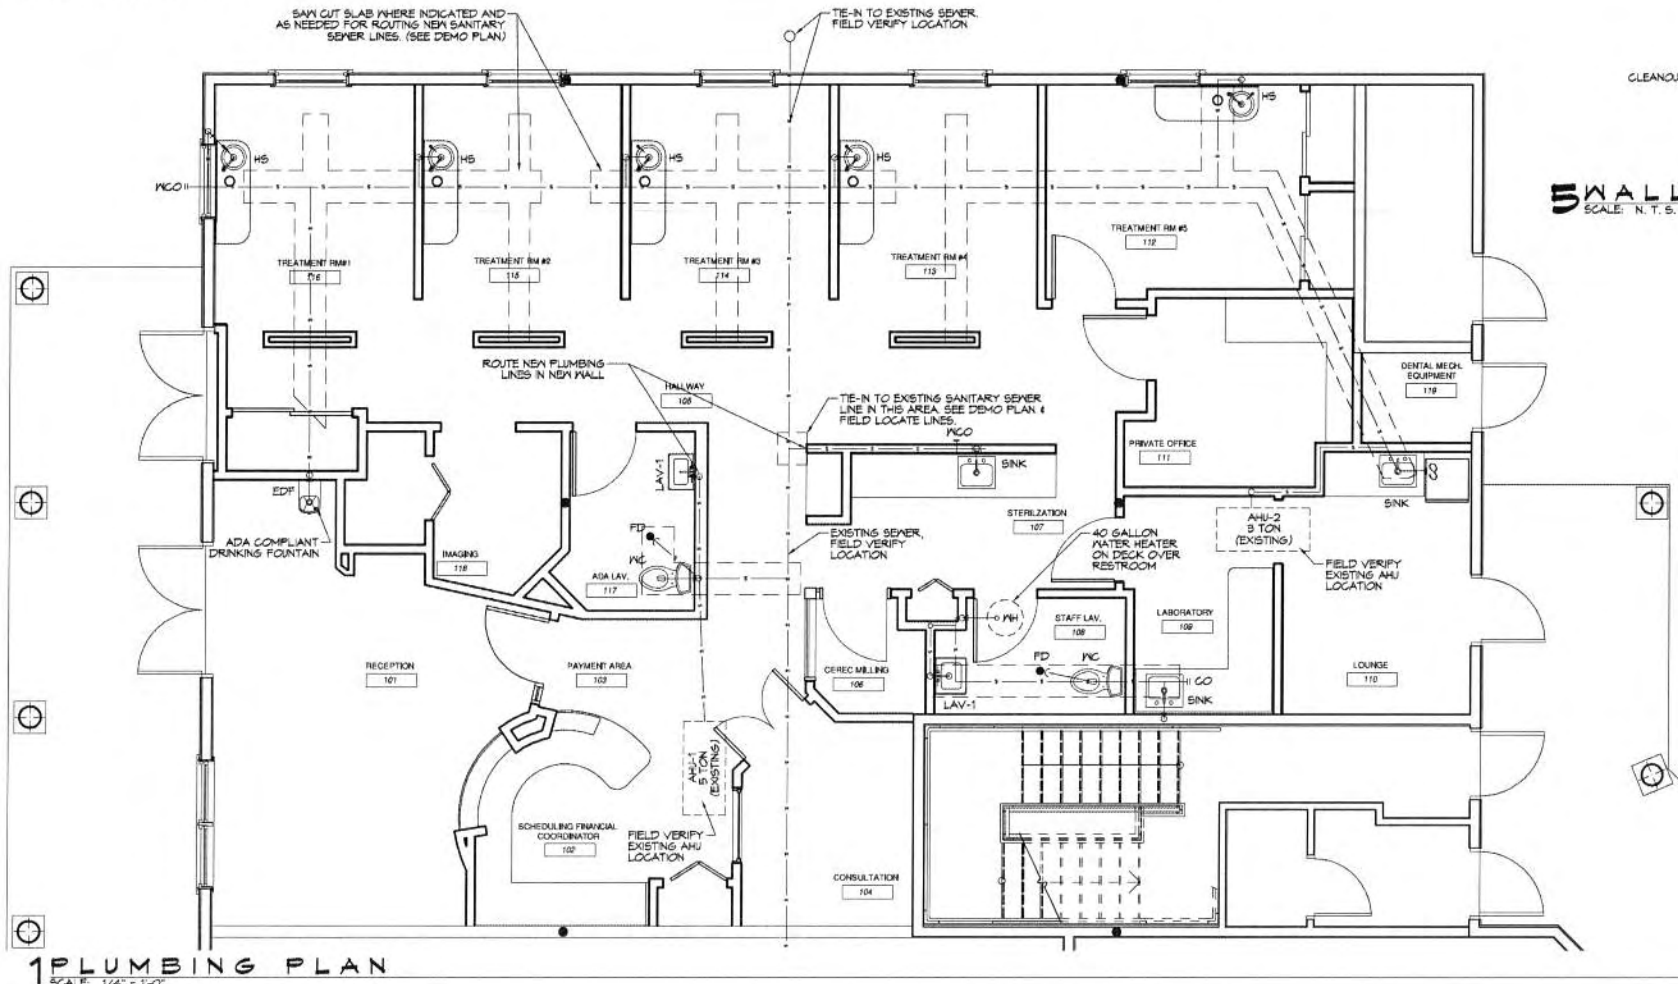 SAW CUT SLAB WHERE INDICATED AND
AS NEEDED FOR ROUTING NEW SANITARY
SEWER LINES. (SEE DEMO PLAN)
TIE-IN TO EXISTING SEWER.
FIELD VERIFY LOCATION
CLEANOU
HS
HS
HS
HS
HS
WCO
5 WALL
SCALE: N. T. S.
TREATMENT RM#1
116
TREATMENT RM #2
115
TREATMENT RM #3
114
TREATMENT RM #4
113
TREATMENT RM #5
112
ROUTE NEW PLUMBING
LINES IN NEW WALL
HALLWAY
105
TIE-IN TO EXISTING SANITARY SEWER
LINE IN THIS AREA. SEE DEMO PLAN &
FIELD LOCATE LINES.
WCO
DENTAL MECH.
EQUIPMENT
119
PRIVATE OFFICE
111
LAV-1
SINK
SINK
EDF
ADA COMPLIANT
DRINKING FOUNTAIN
IMAGING
118
FD
WC
ADA LAV.
117
EXISTING SEWER,
FIELD VERIFY
LOCATION
STERILZATION
107
40 GALLON
WATER HEATER
ON DECK OVER
RESTROOM
AHU-2
3 TON
(EXISTING)
FIELD VERIFY
EXISTING AHU
LOCATION
WH
STAFF LAV.
108
LABORATORY
109
RECEPTION
101
PAYMENT AREA
103
CEREC MILLING
106
FD
WC
CO
LOUNGE
110
LAV-1
SINK
AHU-1
5 TON
(EXISTING)
SCHEDULING FINANCIAL
COORDINATOR
102
FIELD VERIFY
EXISTING AHU
LOCATION
CONSULTATION
104
1 PLUMBING PLAN
SCALE: 1/4" = 1'-0"